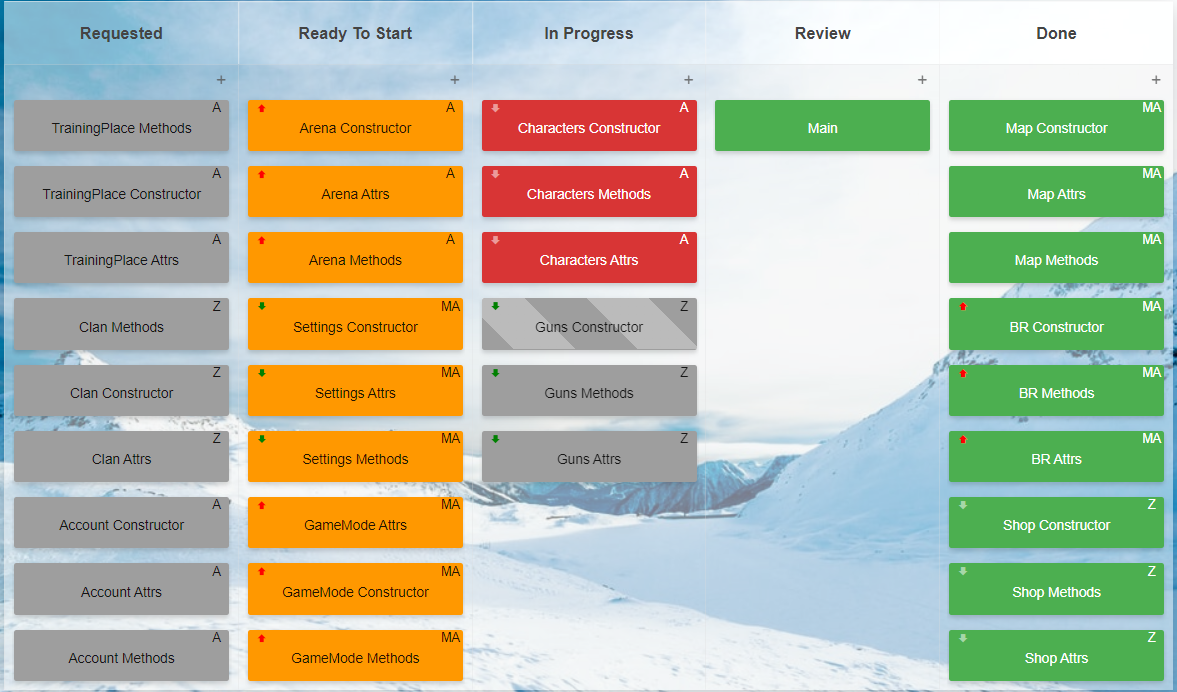 Requested
Ready To Start
In Progress
Review
Done
+
+
+
+
+
A
TrainingPlace Methods
A
TrainingPlace Constructor
A
TrainingPlace Attrs
Z
Clan Methods
Z
Clan Constructor
Z
Clan Attrs
A
Account Constructor
A
Account Attrs
A
Account Methods
A
Arena Constructor
A
Arena Attrs
A
Arena Methods
MA
Settings Constructor
MA
Settings Attrs
MA
Settings Methods
MA
GameMode Attrs
MA
GameMode Constructor
MA
GameMode Methods
A
Characters Constructor
A
Characters Methods
A
Characters Attrs
Z
Guns Constructor
Z
Guns Methods
Z
Guns Attrs
Main
MA
Map Constructor
MA
Map Attrs
MA
Map Methods
MA
BR Constructor
MA
BR Methods
MA
BR Attrs
Z
Shop Constructor
Z
Shop Methods
Z
Shop Attrs